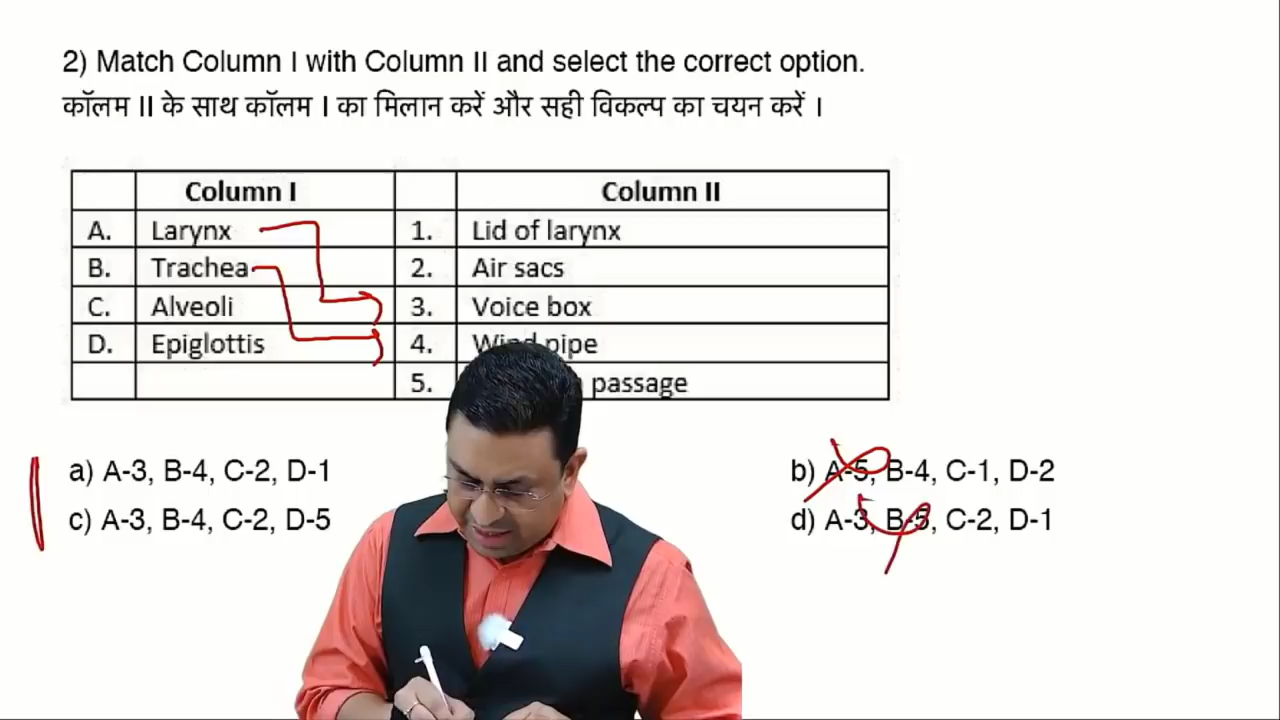 2) Match Column I with Column II and select the correct option.
कॉलम II के साथ कॉलम I का मिलान करें और सही विकल्प का चयन करें ।
Column I Column II
A. Larynx 1. Lid of larynx
B. Trachea 2. Air sacs
C. Alveoli 3. Voice box
D. Epiglottis 4. Wind pipe
5. passage
a) A-3, B-4, C-2, D-1
b) A-5, B-4, C-1, D-2
c) A-3, B-4, C-2, D-5
d) A-3, B-5, C-2, D-1